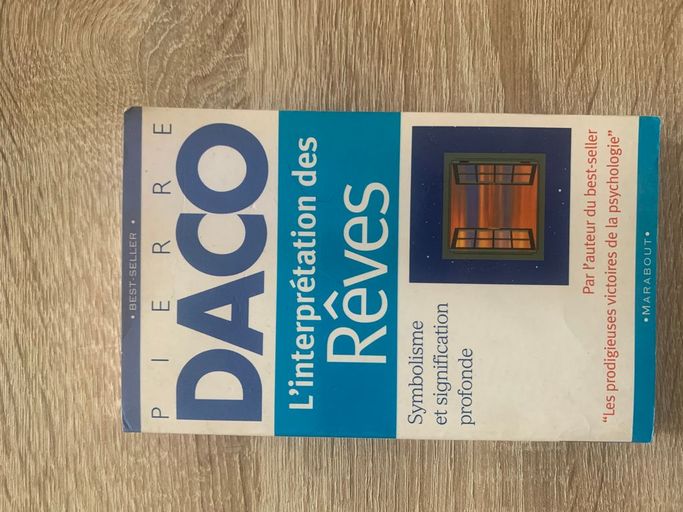 • BEST-SELLER •
PIERRE
DACO
L'interprétation des
Rêves
Symbolisme
et signification
profonde
Par l'auteur du best-seller
"Les prodigieuses victoires de la psychologie"
• MARABOUT •